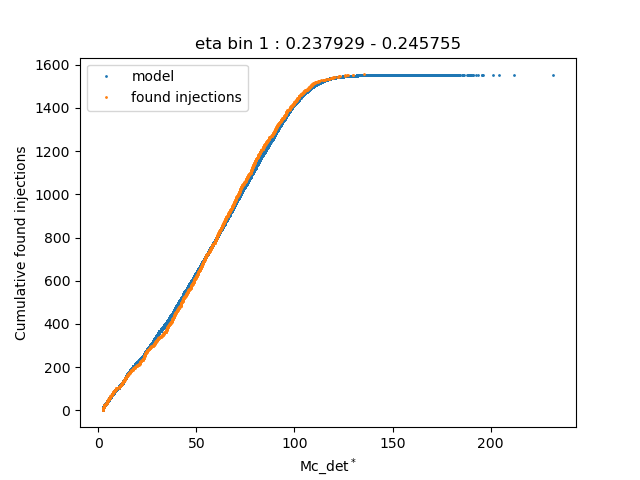 eta bin 1 : 0.237929 - 0.245755
model
found injections
Cumulative found injections
1600
1400
1200
1000
800
600
400
200
0
0 50 100 150 200
Mc_det*